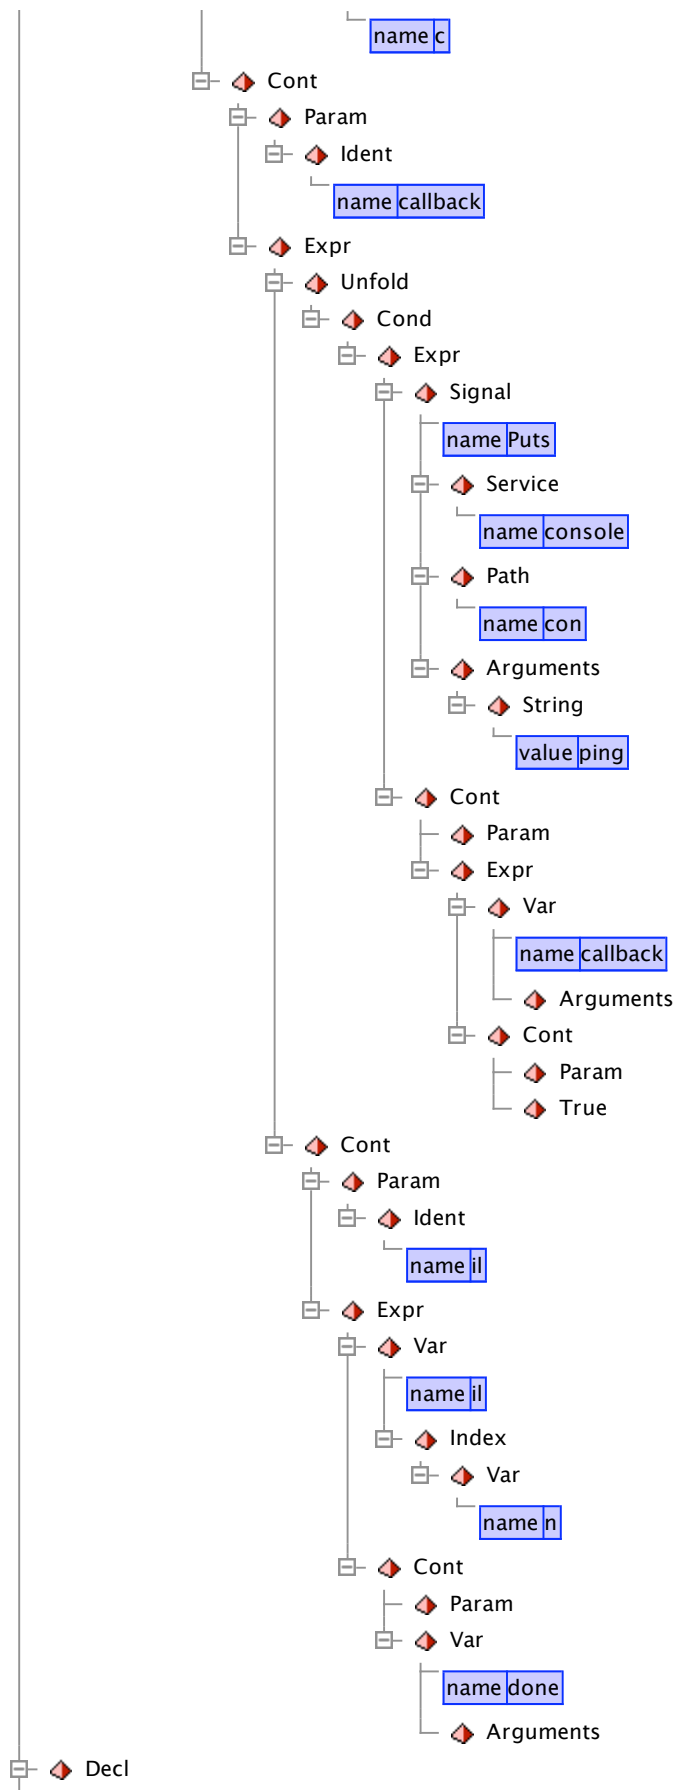 name c
Cont
Param
Ident
name callback
Expr
Unfold
Cond
Expr
Signal
name Puts
Service
name console
Path
name con
Arguments
String
value ping
Cont
Param
Expr
Var
name callback
Arguments
Cont
Param
True
Cont
Param
Ident
name il
Expr
Var
name il
Index
Var
name n
Cont
Param
Var
name done
Arguments
Decl